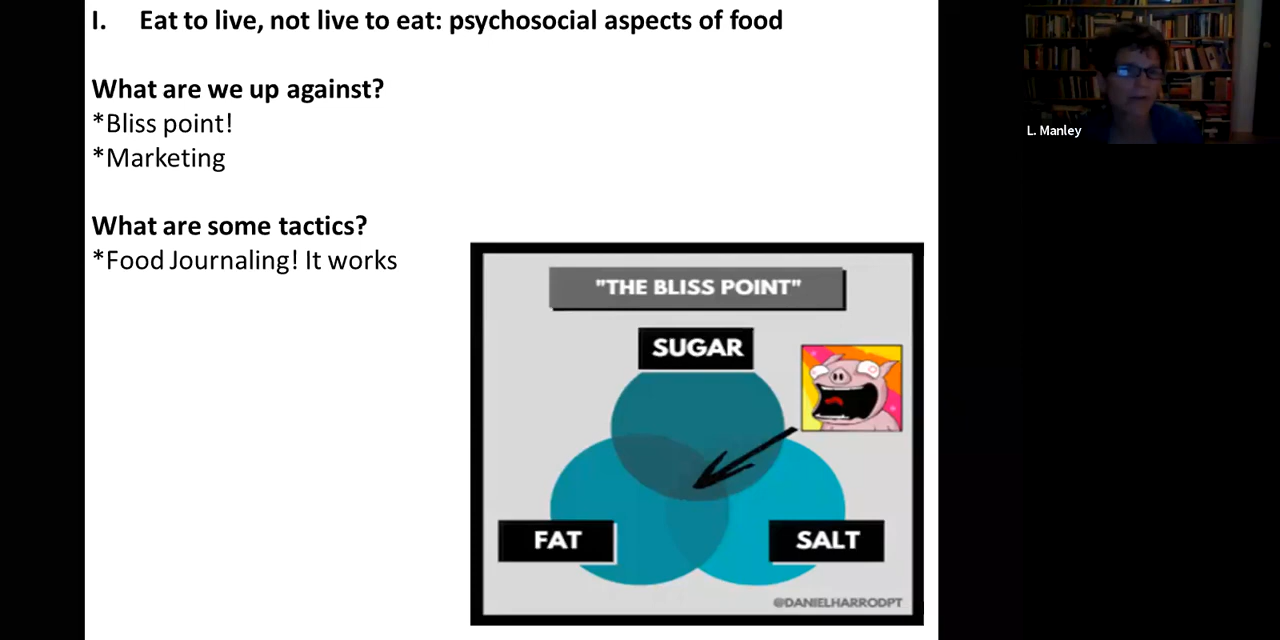 I. Eat to live, not live to eat: psychosocial aspects of food
What are we up against?
*Bliss point!
*Marketing
What are some tactics?
*Food Journaling! It works
"THE BLISS POINT"
SUGAR
FAT
SALT
@DANIELHARRODPT
L. Manley